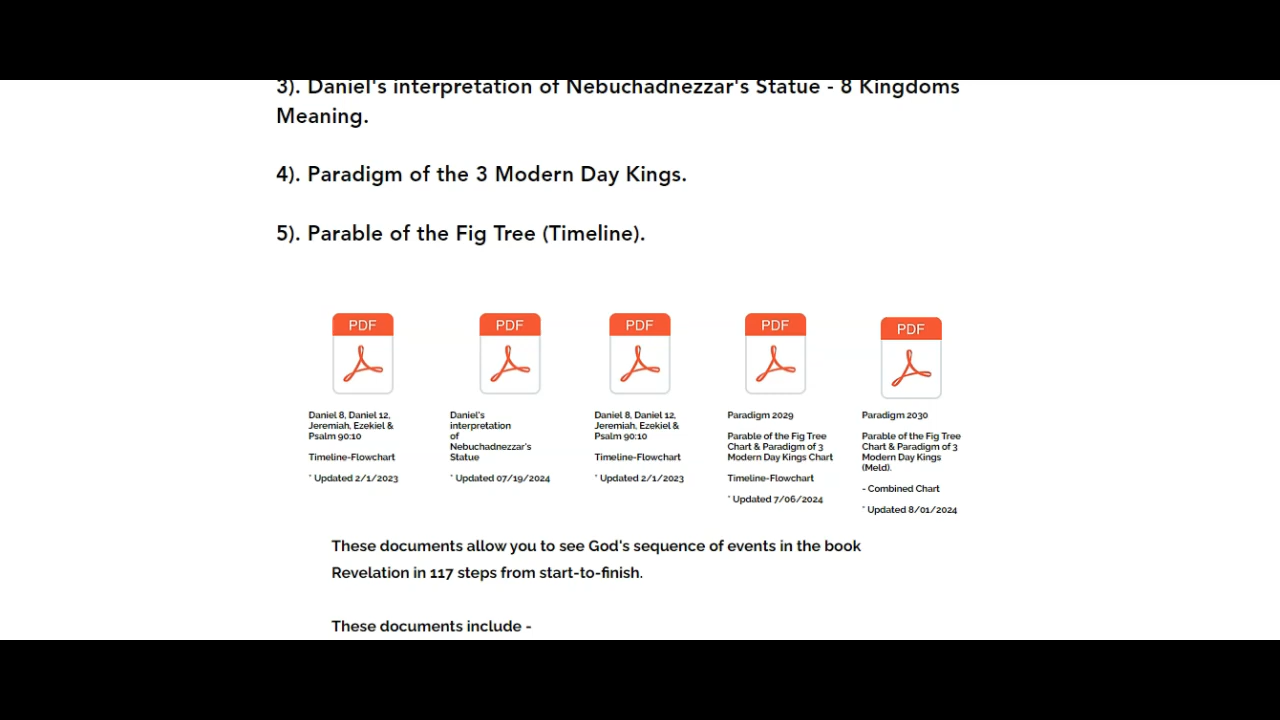 3). Daniel's interpretation of Nebuchadnezzar's Statue - 8 Kingdoms
Meaning.
4). Paradigm of the 3 Modern Day Kings.
5). Parable of the Fig Tree (Timeline).
PDF
PDF
PDF
PDF
PDF
Daniel 8, Daniel 12,
Jeremiah, Ezekiel &
Psalm 90:10
Timeline-Flowchart
* Updated 2/1/2023
Daniel's
interpretation
of
Nebuchadnezzar's
Statue
* Updated 07/19/2024
Daniel 8, Daniel 12,
Jeremiah, Ezekiel &
Psalm 90:10
Timeline-Flowchart
* Updated 2/1/2023
Paradigm 2029
Parable of the Fig Tree
Chart & Paradigm of 3
Modern Day Kings Chart
Timeline-Flowchart
* Updated 7/06/2024
Paradigm 2030
Parable of the Fig Tree
Chart & Paradigm of 3
Modern Day Kings
(Meld).
- Combined Chart
* Updated 8/01/2024
These documents allow you to see God's sequence of events in the book
Revelation in 117 steps from start-to-finish.
These documents include -